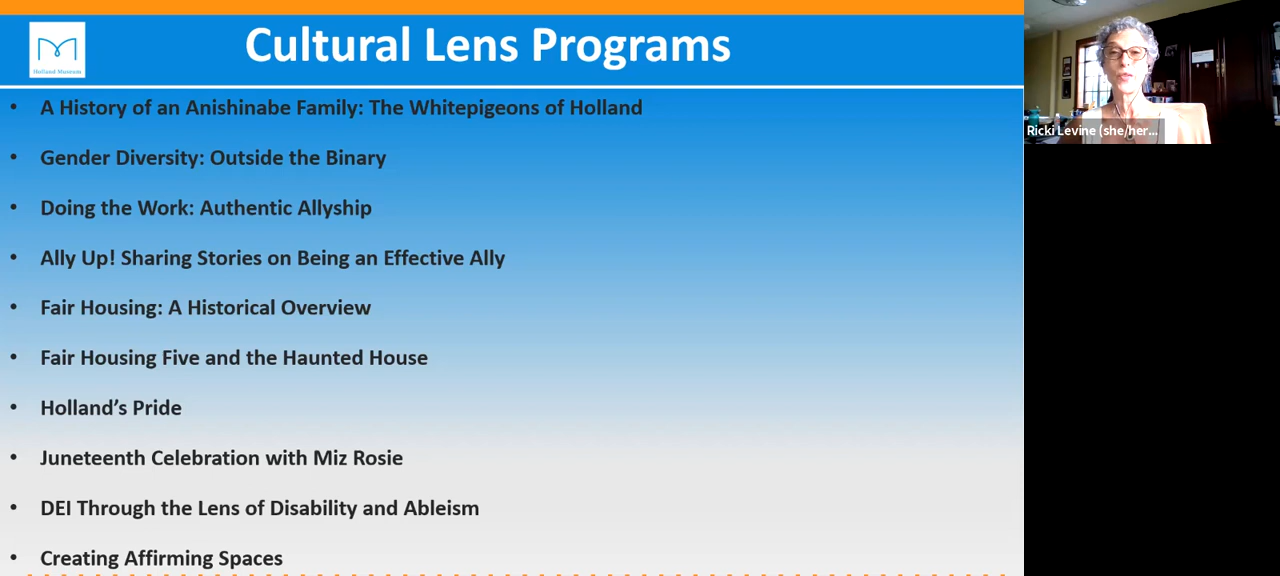 Cultural Lens Programs
Holland Museum
• A History of an Anishinabe Family: The Whitepigeons of Holland
• Gender Diversity: Outside the Binary
• Doing the Work: Authentic Allyship
• Ally Up! Sharing Stories on Being an Effective Ally
• Fair Housing: A Historical Overview
• Fair Housing Five and the Haunted House
• Holland’s Pride
• Juneteenth Celebration with Miz Rosie
• DEI Through the Lens of Disability and Ableism
• Creating Affirming Spaces
Ricki Levine (she/her...